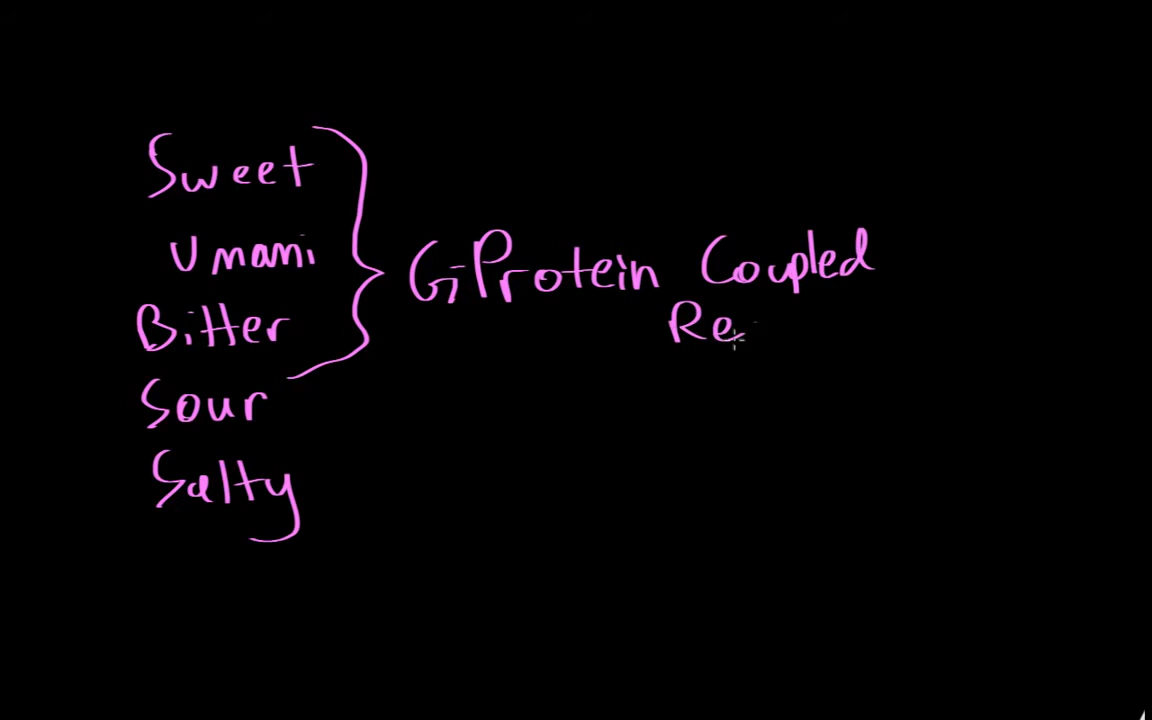 Sweet
Umami
Bitter
Sour
Salty
G Protein Coupled
Re